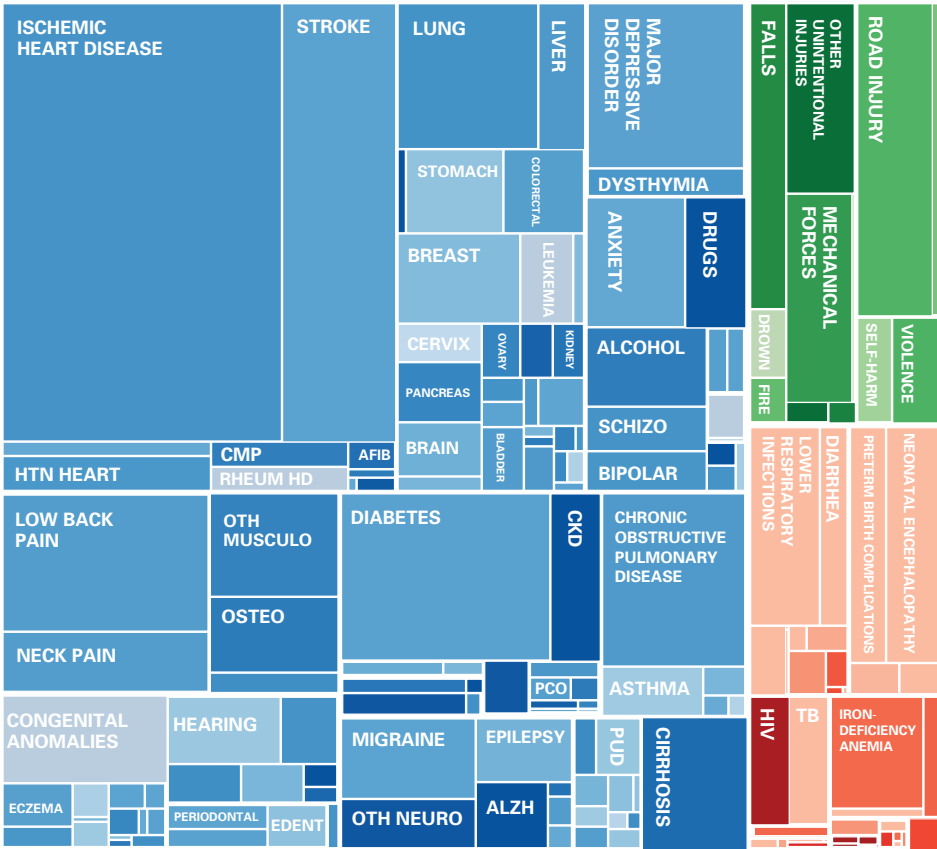 ISCHEMIC
HEART DISEASE
STROKE
HTN HEART
CMP
AFIB
RHEUM HD
LUNG
LIVER
STOMACH
COLORECTAL
BREAST
LEUKEMIA
CERVIX
OVARY
KIDNEY
PANCREAS
BRAIN
BLADDER
MAJOR
DEPRESSIVE
DISORDER
DYSTHYMIA
ANXIETY
DRUGS
ALCOHOL
SCHIZO
BIPOLAR
FALLS
OTHER
UNINTENTIONAL
INJURIES
ROAD INJURY
MECHANICAL
FORCES
DROWN
FIRE
SELF-HARM
VIOLENCE
LOW BACK
PAIN
OTH
MUSCULO
OSTEO
NECK PAIN
DIABETES
CKD
PCO
CHRONIC
OBSTRUCTIVE
PULMONARY
DISEASE
ASTHMA
LOWER
RESPIRATORY
INFECTIONS
DIARRHEA
PRETERM BIRTH COMPLICATIONS
NEONATAL ENCEPHALOPATHY
CONGENITAL
ANOMALIES
HEARING
ECZEMA
PERIODONTAL
EDENT
MIGRAINE
EPILEPSY
OTH NEURO
ALZH
PUD
CIRRHOSIS
HIV
TB
IRON-
DEFICIENCY
ANEMIA